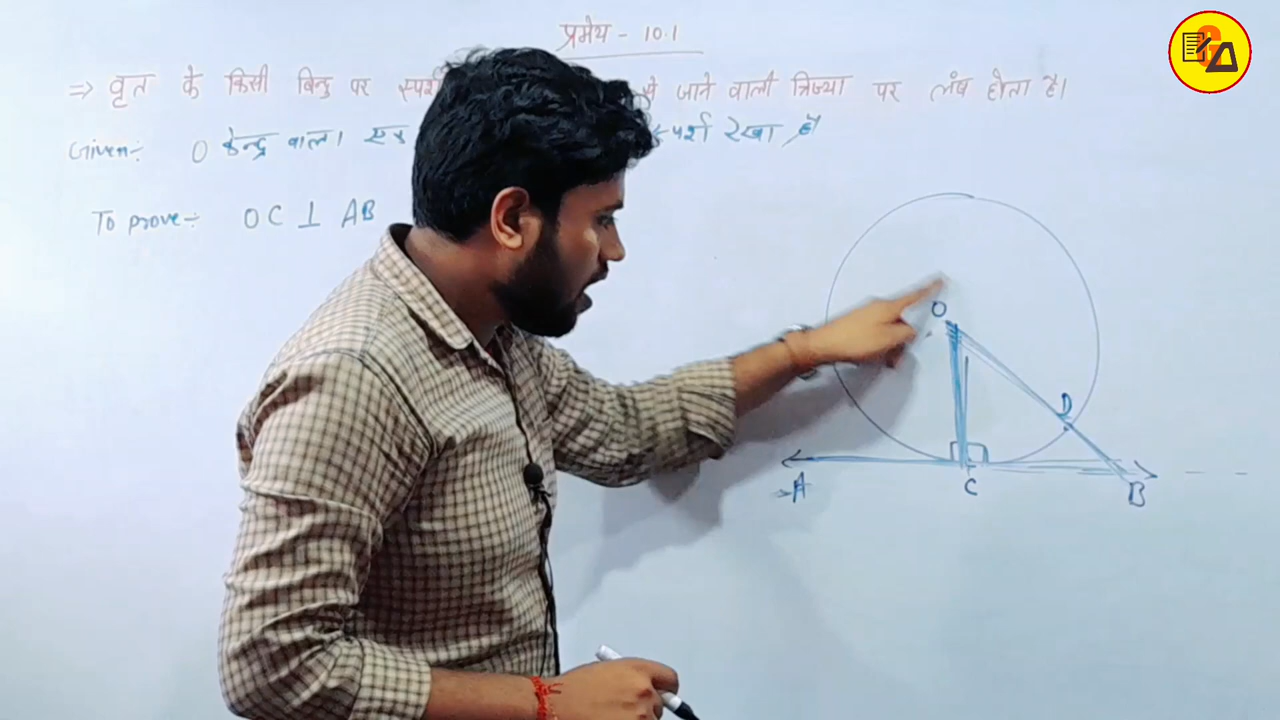 प्रमेय - 10.1
⇒ वृत के किसी बिन्दु पर स्पर्श से जाने वाली त्रिज्या पर लंब होता है।
Given:- O केन्द्र वाला एक स्पर्श रेखा है
To prove:- OC ⊥ AB
O
D
A C B